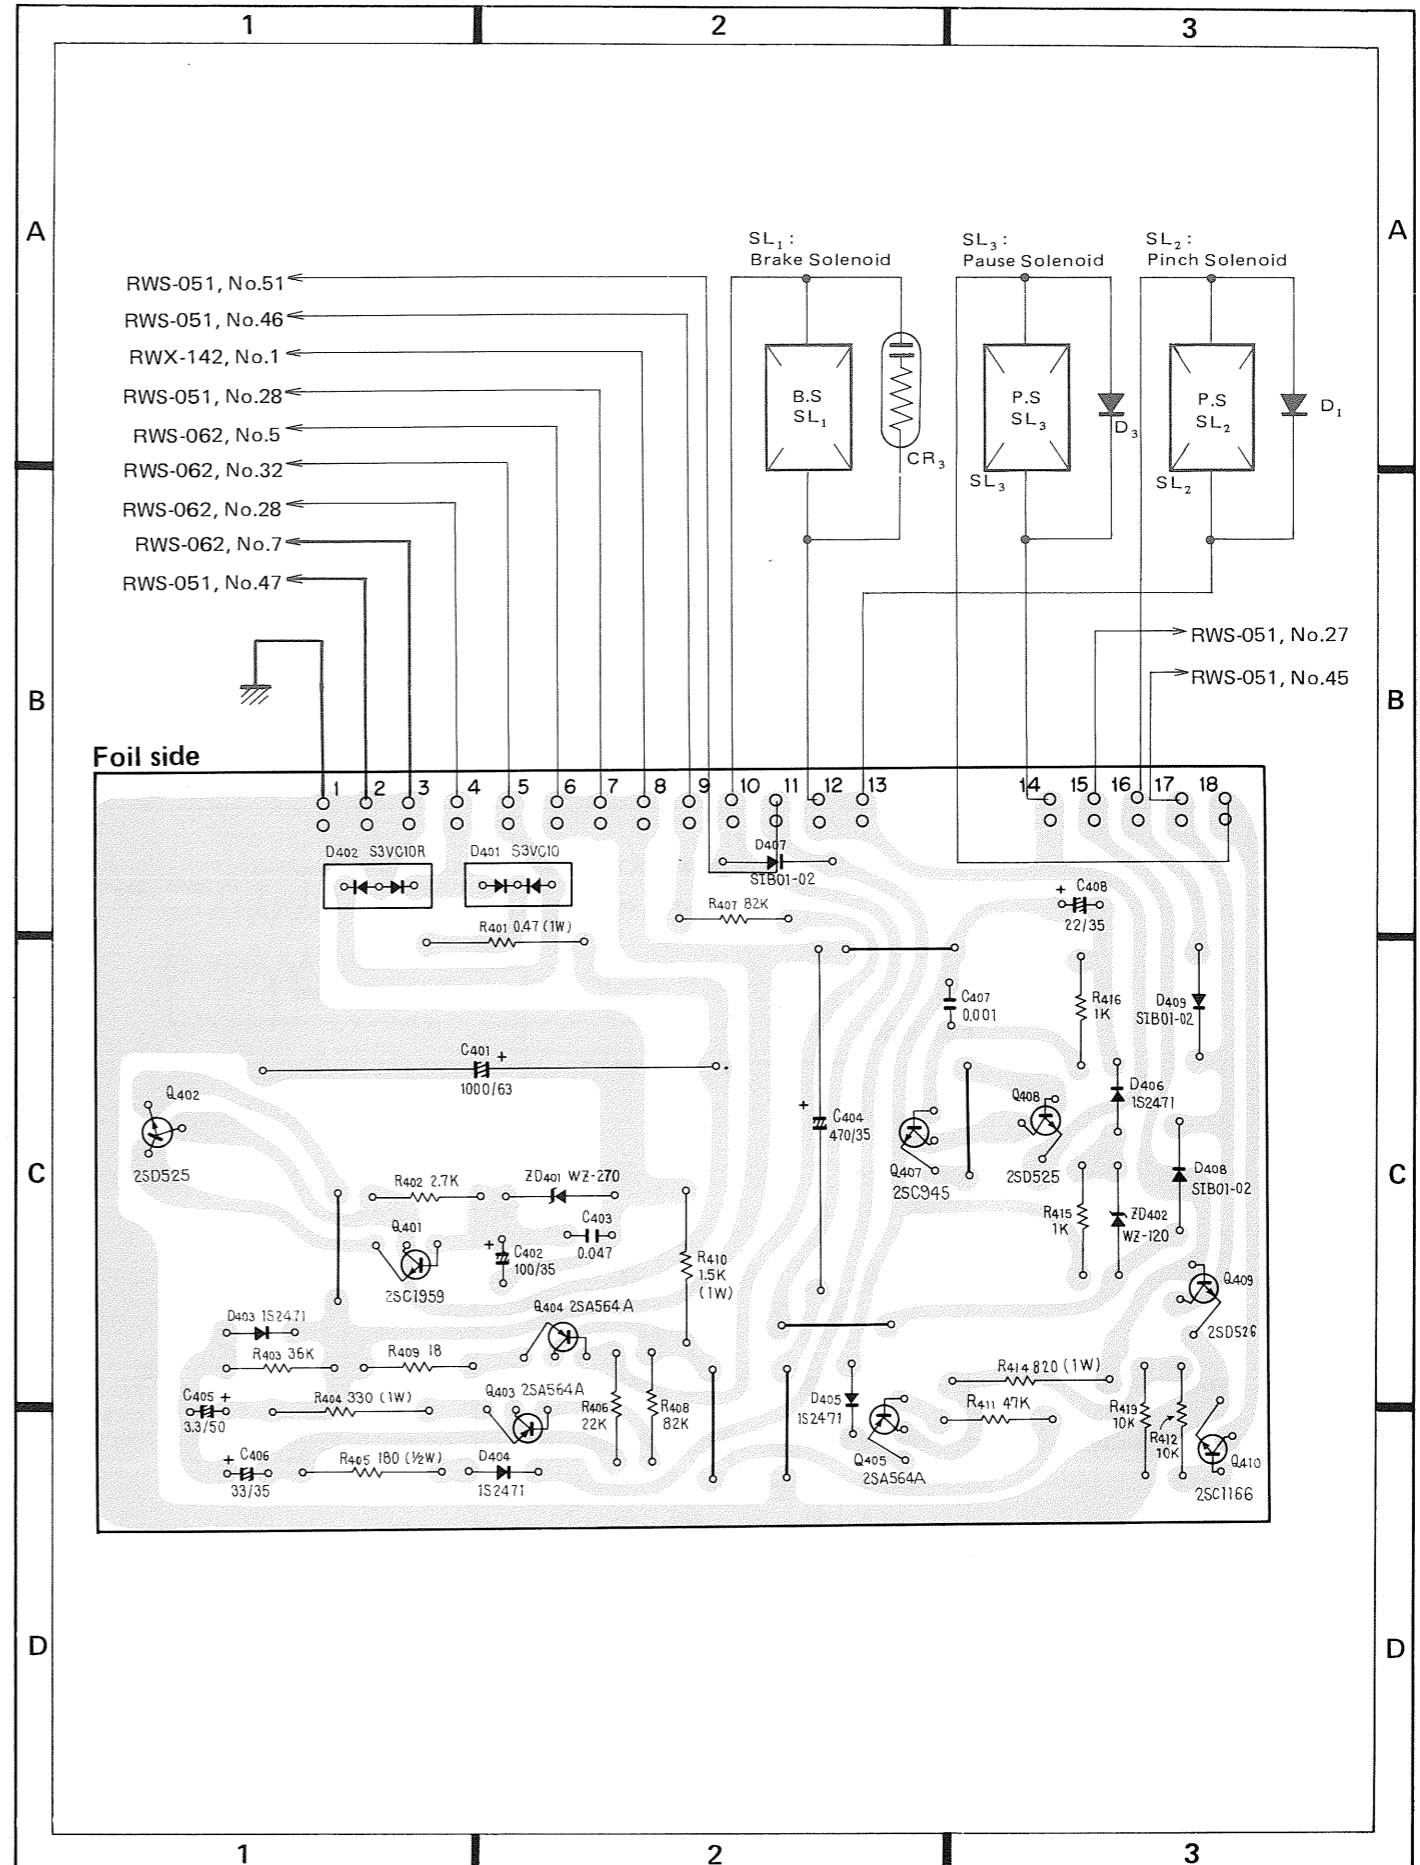 1 2 3
A A
SL1 :
Brake Solenoid
SL3 :
Pause Solenoid
SL2 :
Pinch Solenoid
RWS-051, No.51
RWS-051, No.46
RWX-142, No.1
RWS-051, No.28
RWS-062, No.5
RWS-062, No.32
RWS-062, No.28
RWS-062, No.7
RWS-051, No.47
B.S
SL1
CR3
P.S
SL3
D3
SL3
P.S
SL2
D1
SL2
RWS-051, No.27
RWS-051, No.45
B B
Foil side
1 2 3 4 5 6 7 8 9 10 11 12 13 14 15 16 17 18
D402 S3VC10R
D401 S3VC10
D407
SIB01-02
R401 0.47 (1W)
R407 82K
+ C408
22/35
C407
0.001
R416
1K
D409
SIB01-02
C401 +
1000/63
Q402
2SD525
+ C404
470/35
Q407
2SC945
Q408
2SD525
D406
1S2471
D408
SIB01-02
C C
R402 2.7K
ZD401 WZ-270
Q401
2SC1959
+ C402
100/35
C403
0.047
R410
1.5K
(1W)
R415
1K
ZD402
WZ-120
Q409
2SD526
D403 1S2471
Q404 2SA564A
R403 36K
R409 18
C405 +
3.3/50
R404 330 (1W)
Q403 2SA564A
R406
22K
R408
82K
D405
1S2471
Q405
2SA564A
R414 820 (1W)
R411 47K
R419
10K
R412
10K
Q410
2SC1166
+ C406
33/35
R405 180 (½W)
D404
1S2471
D D
1 2 3